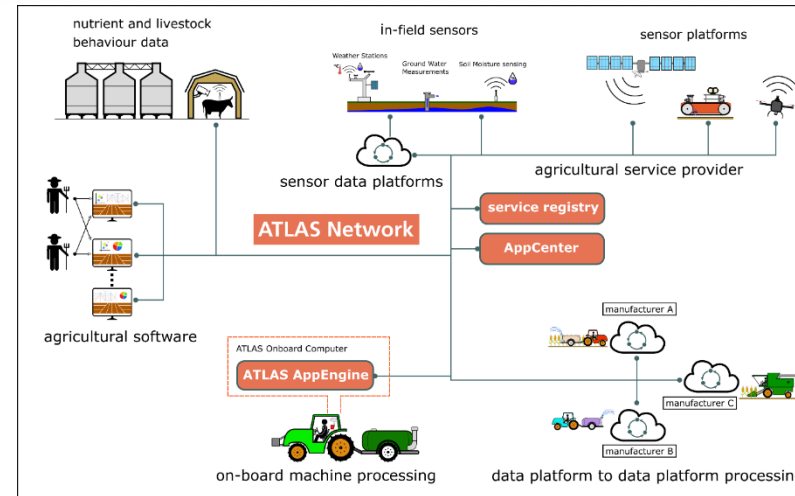 nutrient and livestock
behaviour data
in-field sensors
sensor platforms
Weather Stations
Ground Water
Measurements
Soil Moisture sensing
sensor data platforms
agricultural service provider
service registry
ATLAS Network
AppCenter
agricultural software
manufacturer A
ATLAS Onboard Computer
ATLAS AppEngine
manufacturer C
manufacturer B
on-board machine processing
data platform to data platform processin